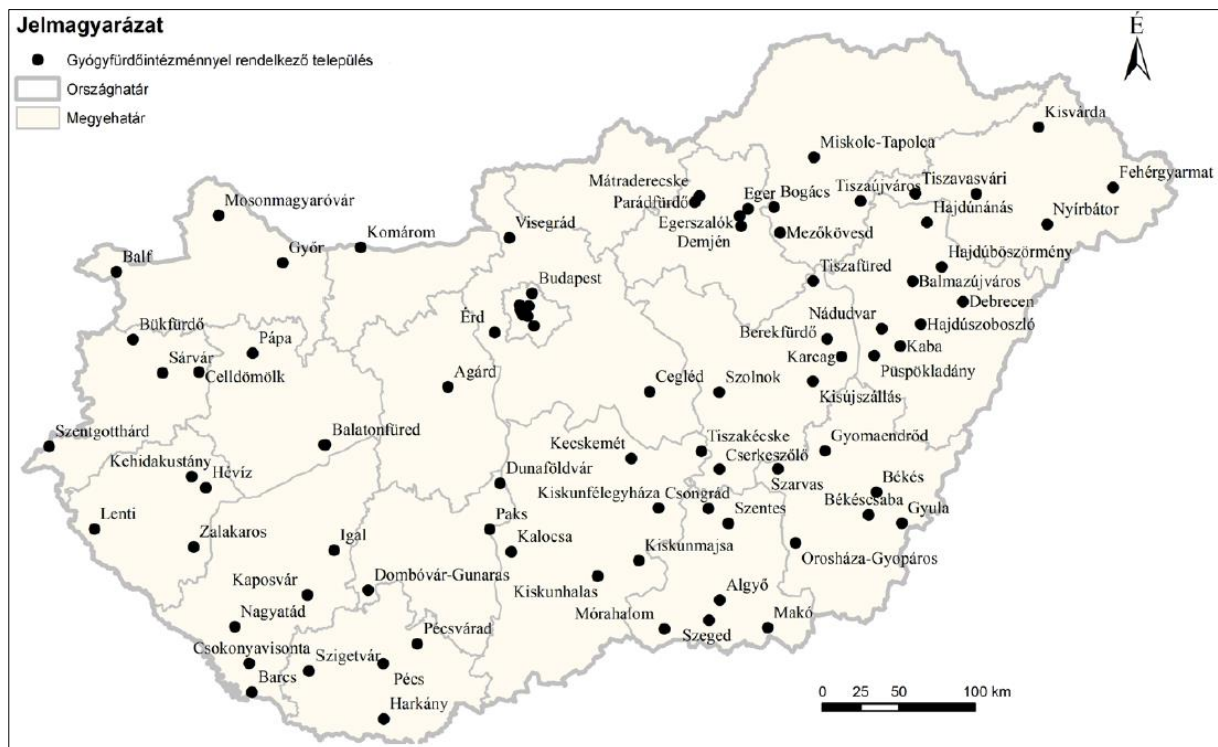 Jelmagyarázat
Gyógyfürdőintézménnyel rendelkező település
Országhatár
Megyehatár
É
Kisvárda
Miskolc-Tapolca
Fehérgyarmat
Mátraderecske
Parádfürdő
Eger
Bogács
Tiszaújváros
Tiszavasvári
Hajdúnánás
Nyírbátor
Mosonmagyaróvár
Visegrád
Egerszalók
Demjén
Mezőkövesd
Komárom
Győr
Balf
Hajdúböszörmény
Budapest
Tiszafüred
Balmazújváros
Debrecen
Érd
Nádudvar
Hajdúszoboszló
Bükfürdő
Pápa
Berekfürdő
Kaba
Sárvár
Celldömölk
Karcag
Püspökladány
Agárd
Cegléd
Szolnok
Kisújszállás
Szentgotthárd
Balatonfüred
Kecskemét
Tiszakécske
Gyomaendrőd
Cserkeszőlő
Kehidakustány
Hévíz
Dunaföldvár
Szarvas
Békés
Kiskunfélegyháza
Csongrád
Szentes
Békéscsaba
Gyula
Lenti
Zalakaros
Igal
Paks
Kalocsa
Kiskunmajsa
Orosháza-Gyopáros
Kaposvár
Dombóvár-Gunaras
Kiskunhalas
Algyő
Nagyatád
Mórahalom
Szeged
Makó
Pécsvárad
Csokonyavisonta
Szigetvár
Barcs
Pécs
Harkány
0 25 50 100 km